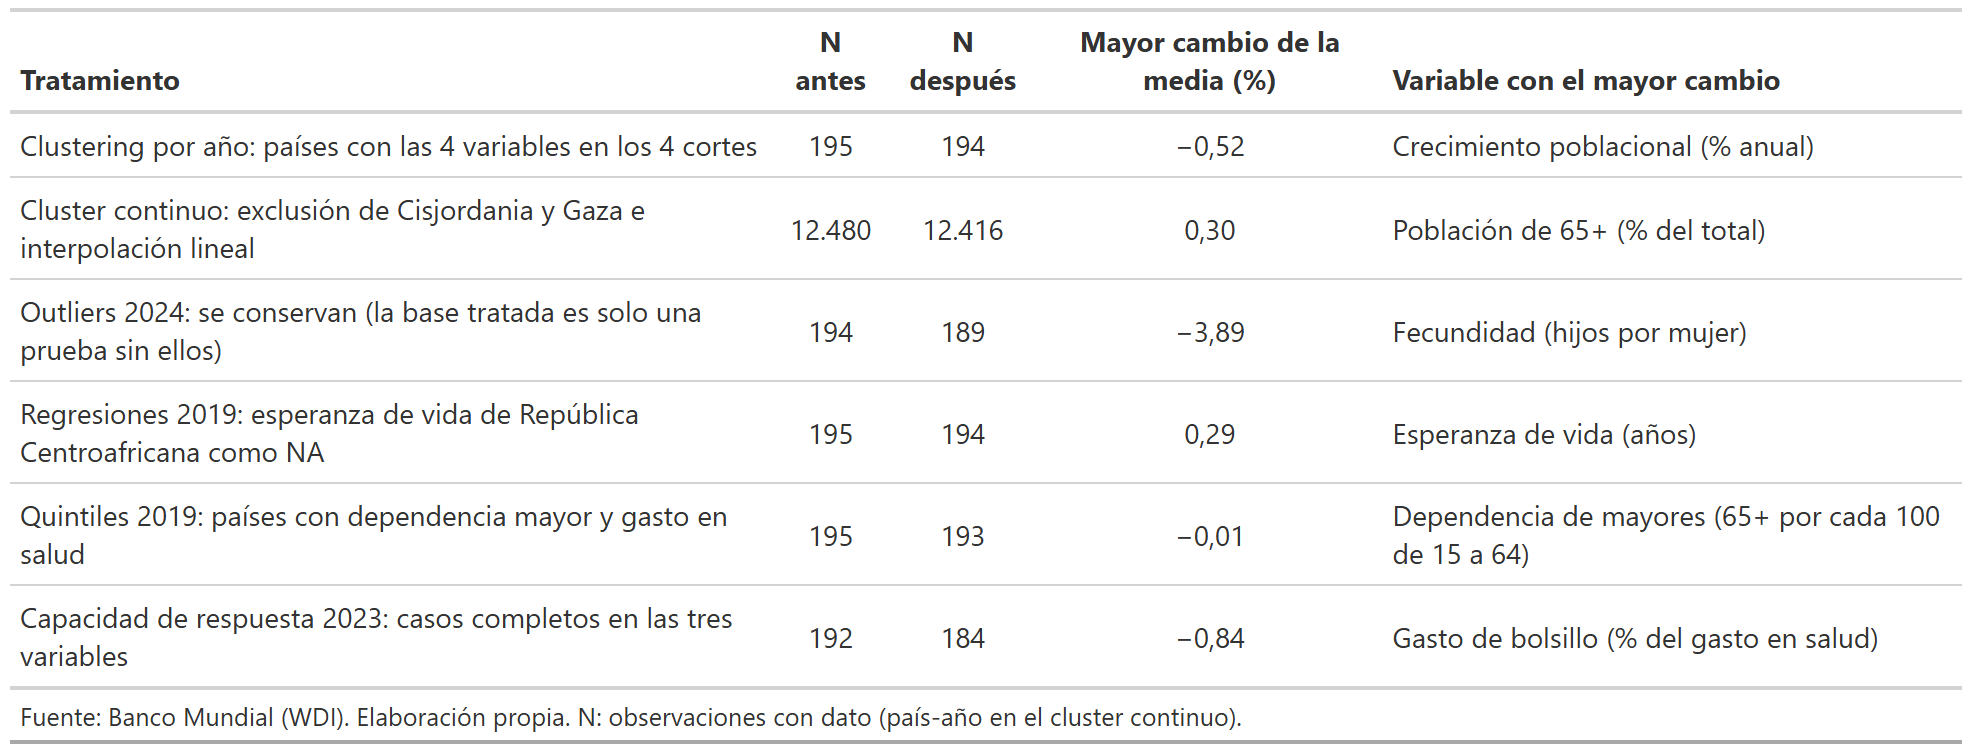 Tratamiento N antes N después Mayor cambio de la media (%) Variable con el mayor cambio
Clustering por año: países con las 4 variables en los 4 cortes 195 194 −0,52 Crecimiento poblacional (% anual)
Cluster continuo: exclusión de Cisjordania y Gaza e
interpolación lineal 12.480 12.416 0,30 Población de 65+ (% del total)
Outliers 2024: se conservan (la base tratada es solo una
prueba sin ellos) 194 189 −3,89 Fecundidad (hijos por mujer)
Regresiones 2019: esperanza de vida de República
Centroafricana como NA 195 194 0,29 Esperanza de vida (años)
Quintiles 2019: países con dependencia mayor y gasto en
salud 195 193 −0,01 Dependencia de mayores (65+ por cada 100
de 15 a 64)
Capacidad de respuesta 2023: casos completos en las tres
variables 192 184 −0,84 Gasto de bolsillo (% del gasto en salud)
Fuente: Banco Mundial (WDI). Elaboración propia. N: observaciones con dato (país-año en el cluster continuo).